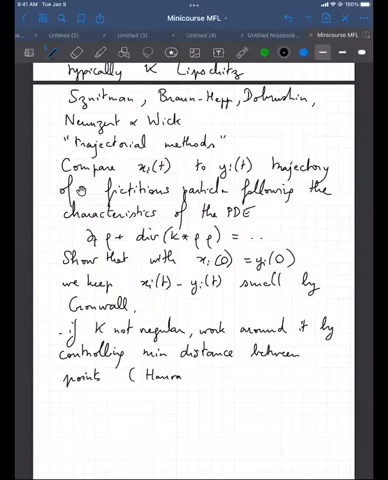 9:41 AM Tue Jan 9
100%
Minicourse MFL
Untitled (2)
Untitled (3)
Untitled (4)
Untitled Notebook...
Minicourse MFL
Typically K Lipschitz
Sznitman, Braun-Hepp, Dobrushin,
Neunzert & Wick
"trajectorial methods"
Compare xi(t) to yi(t) trajectory
of a fictitious particle following the
characteristics of the PDE
∂t ρ + div(K * ρ ρ) = ..
Show that with xi(0) = yi(0)
we keep xi(t) - yi(t) small by
Gronwall.
- if K not regular, work around it by
controlling min distance between
points ( Haura